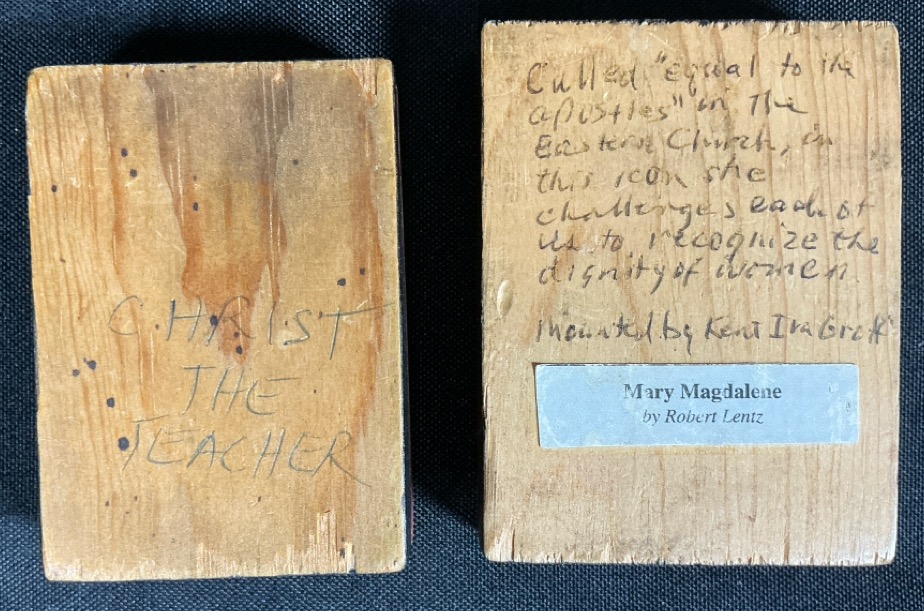 CHRIST
THE
TEACHER
Called "equal to the
apostles" in the
Eastern Church, in
this icon she
challenges each of
us to recognize the
dignity of women.
Mounted by Kent Ira Groff
Mary Magdalene
by Robert Lentz